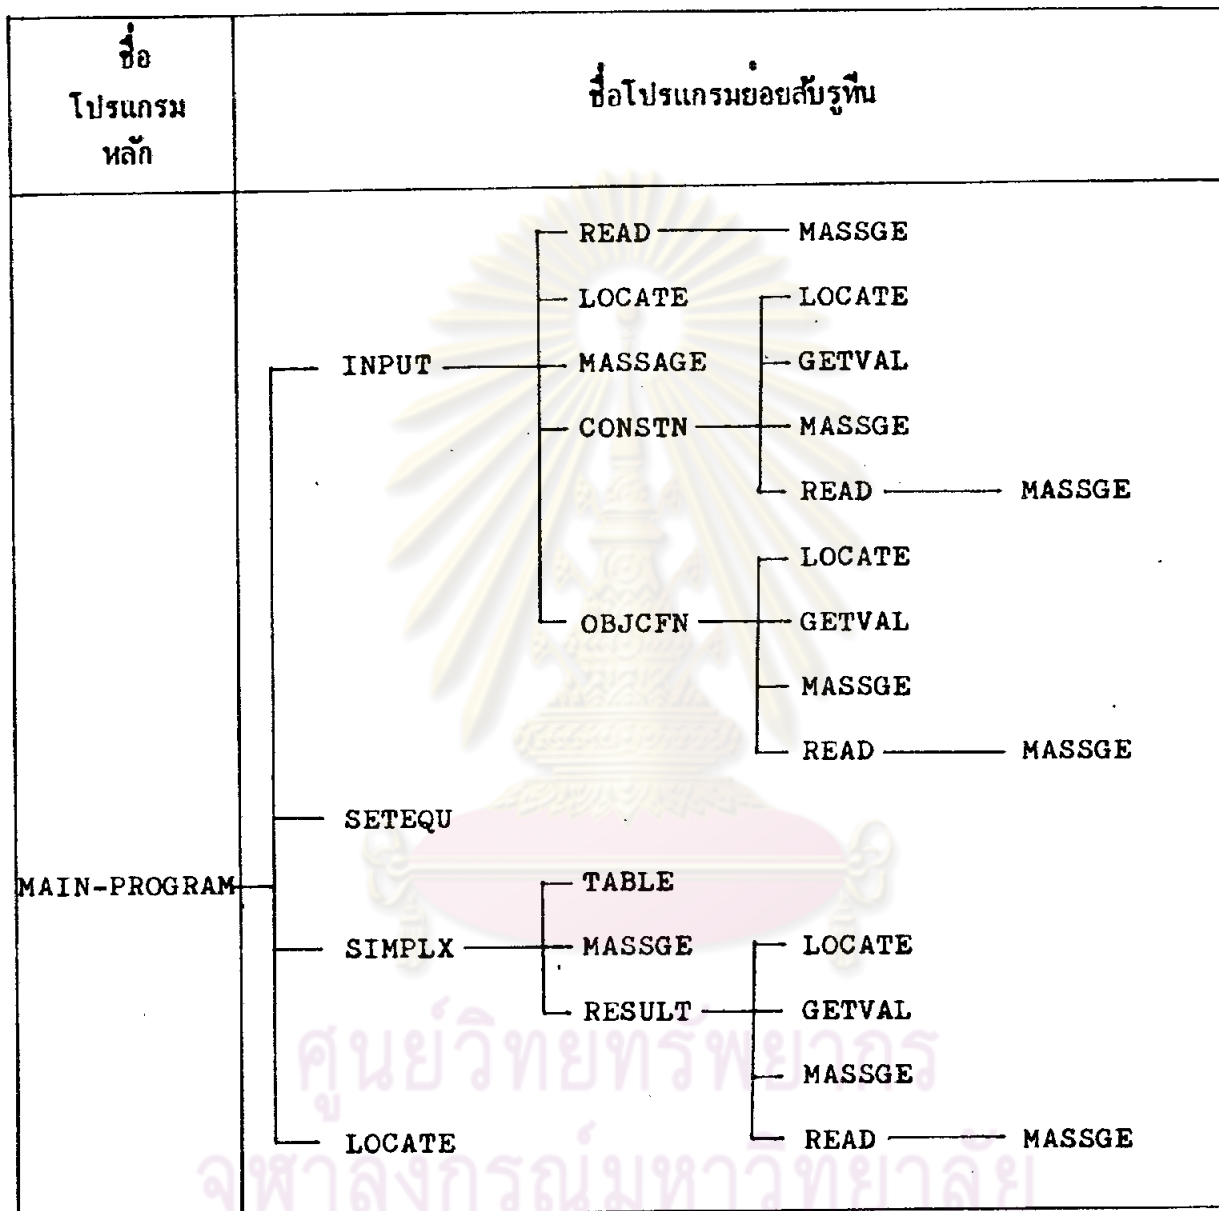 ชื่อ
โปรแกรม
หลัก
ชื่อโปรแกรมย่อยสับรูทีน
READ MASSGE
LOCATE LOCATE
INPUT MASSAGE GETVAL
CONSTN MASSGE
READ MASSGE
LOCATE
OBJCFN GETVAL
MASSGE
READ MASSGE
SETEQU
MAIN-PROGRAM TABLE
SIMPLX MASSGE LOCATE
RESULT GETVAL
MASSGE
LOCATE READ MASSGE
ศูนย์วิทยทรัพยากร
จุฬาลงกรณ์มหาวิทยาลัย